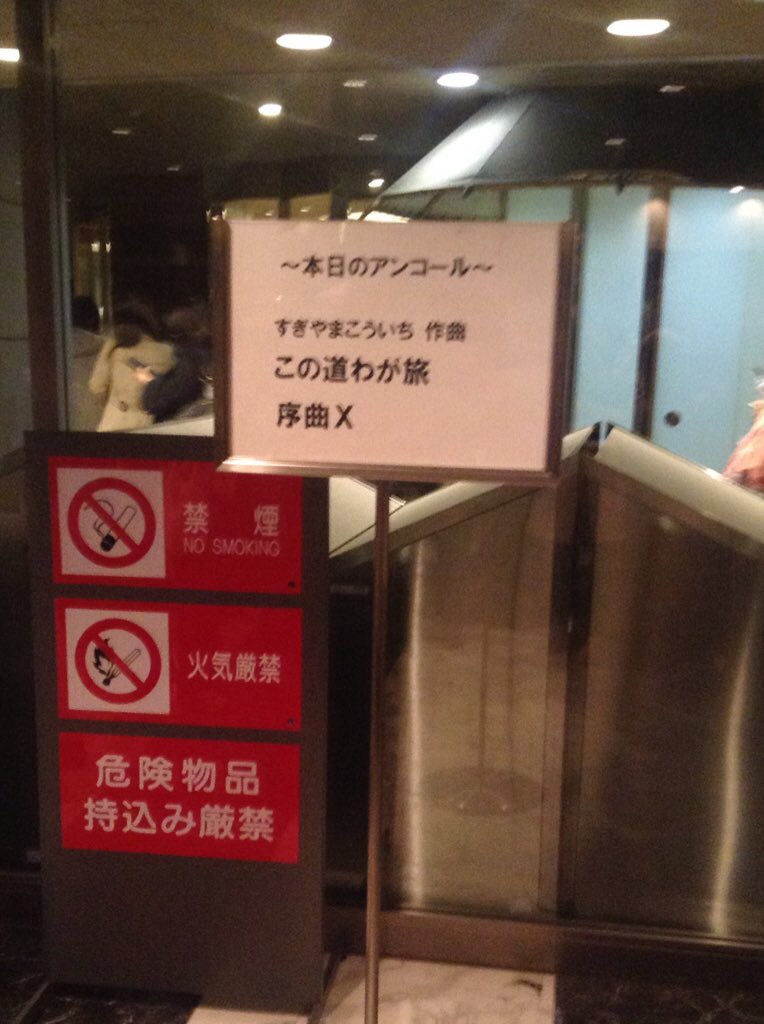 〜本日のアンコール〜
すぎやまこういち 作曲
この道わが旅
序曲X
禁煙
NO SMOKING
火気厳禁
危険物品
持込み厳禁